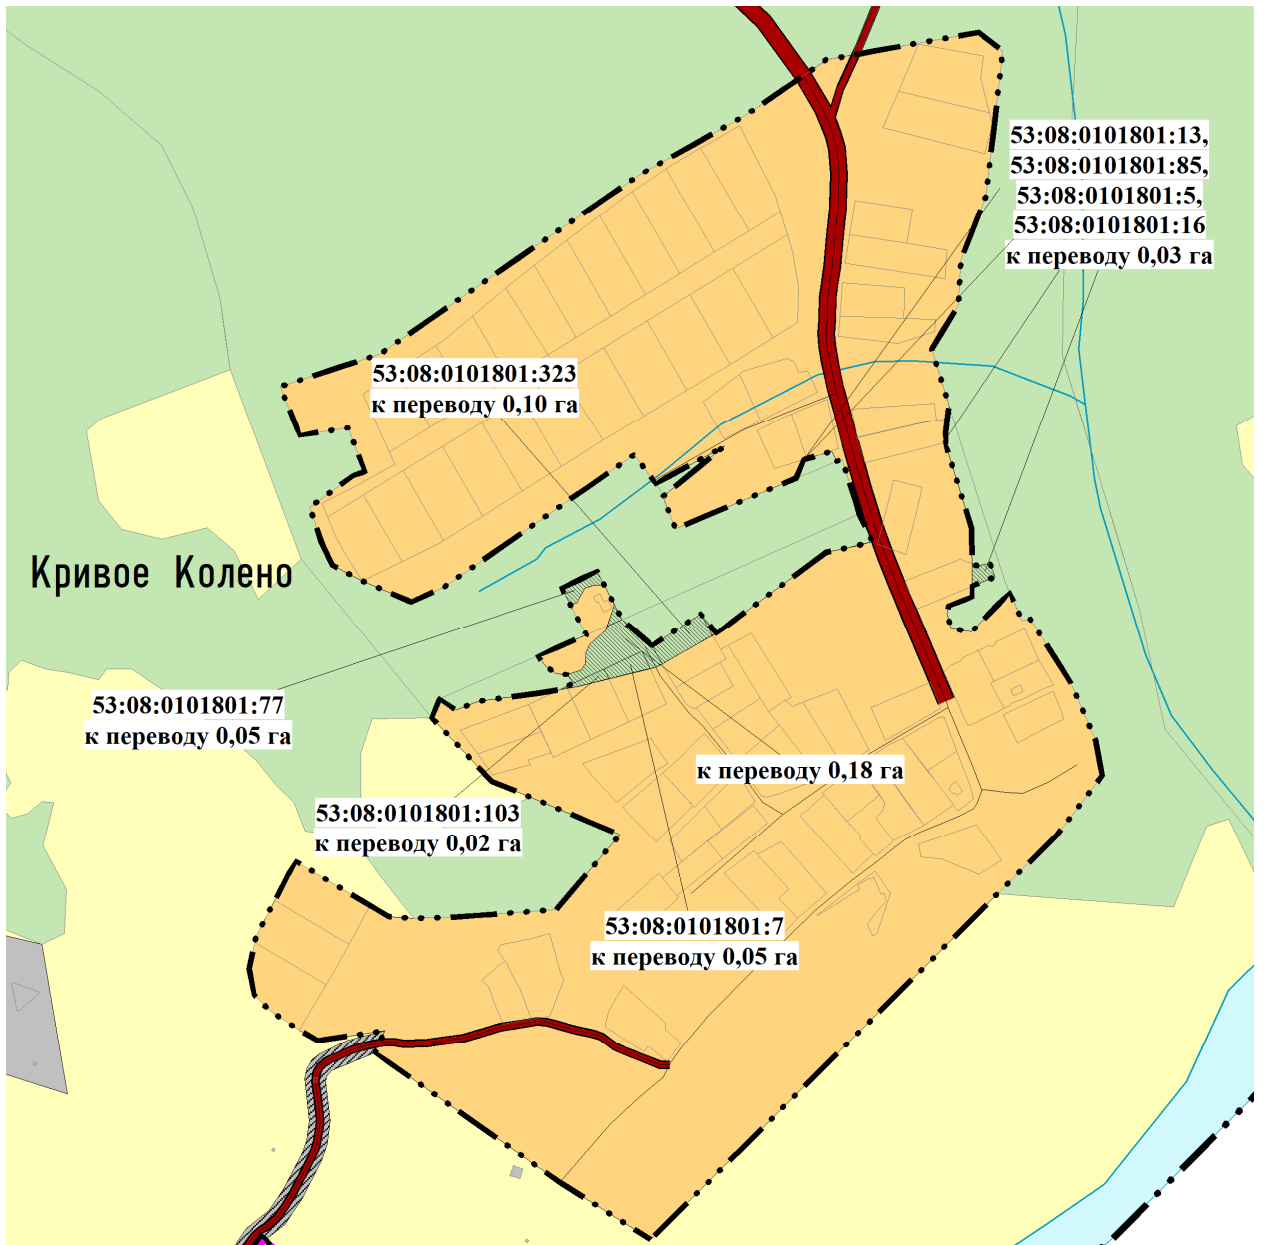 53:08:0101801:13,
53:08:0101801:85,
53:08:0101801:5,
53:08:0101801:16
к переводу 0,03 га
53:08:0101801:323
к переводу 0,10 га
Кривое Колено
53:08:0101801:77
к переводу 0,05 га
к переводу 0,18 га
53:08:0101801:103
к переводу 0,02 га
53:08:0101801:7
к переводу 0,05 га